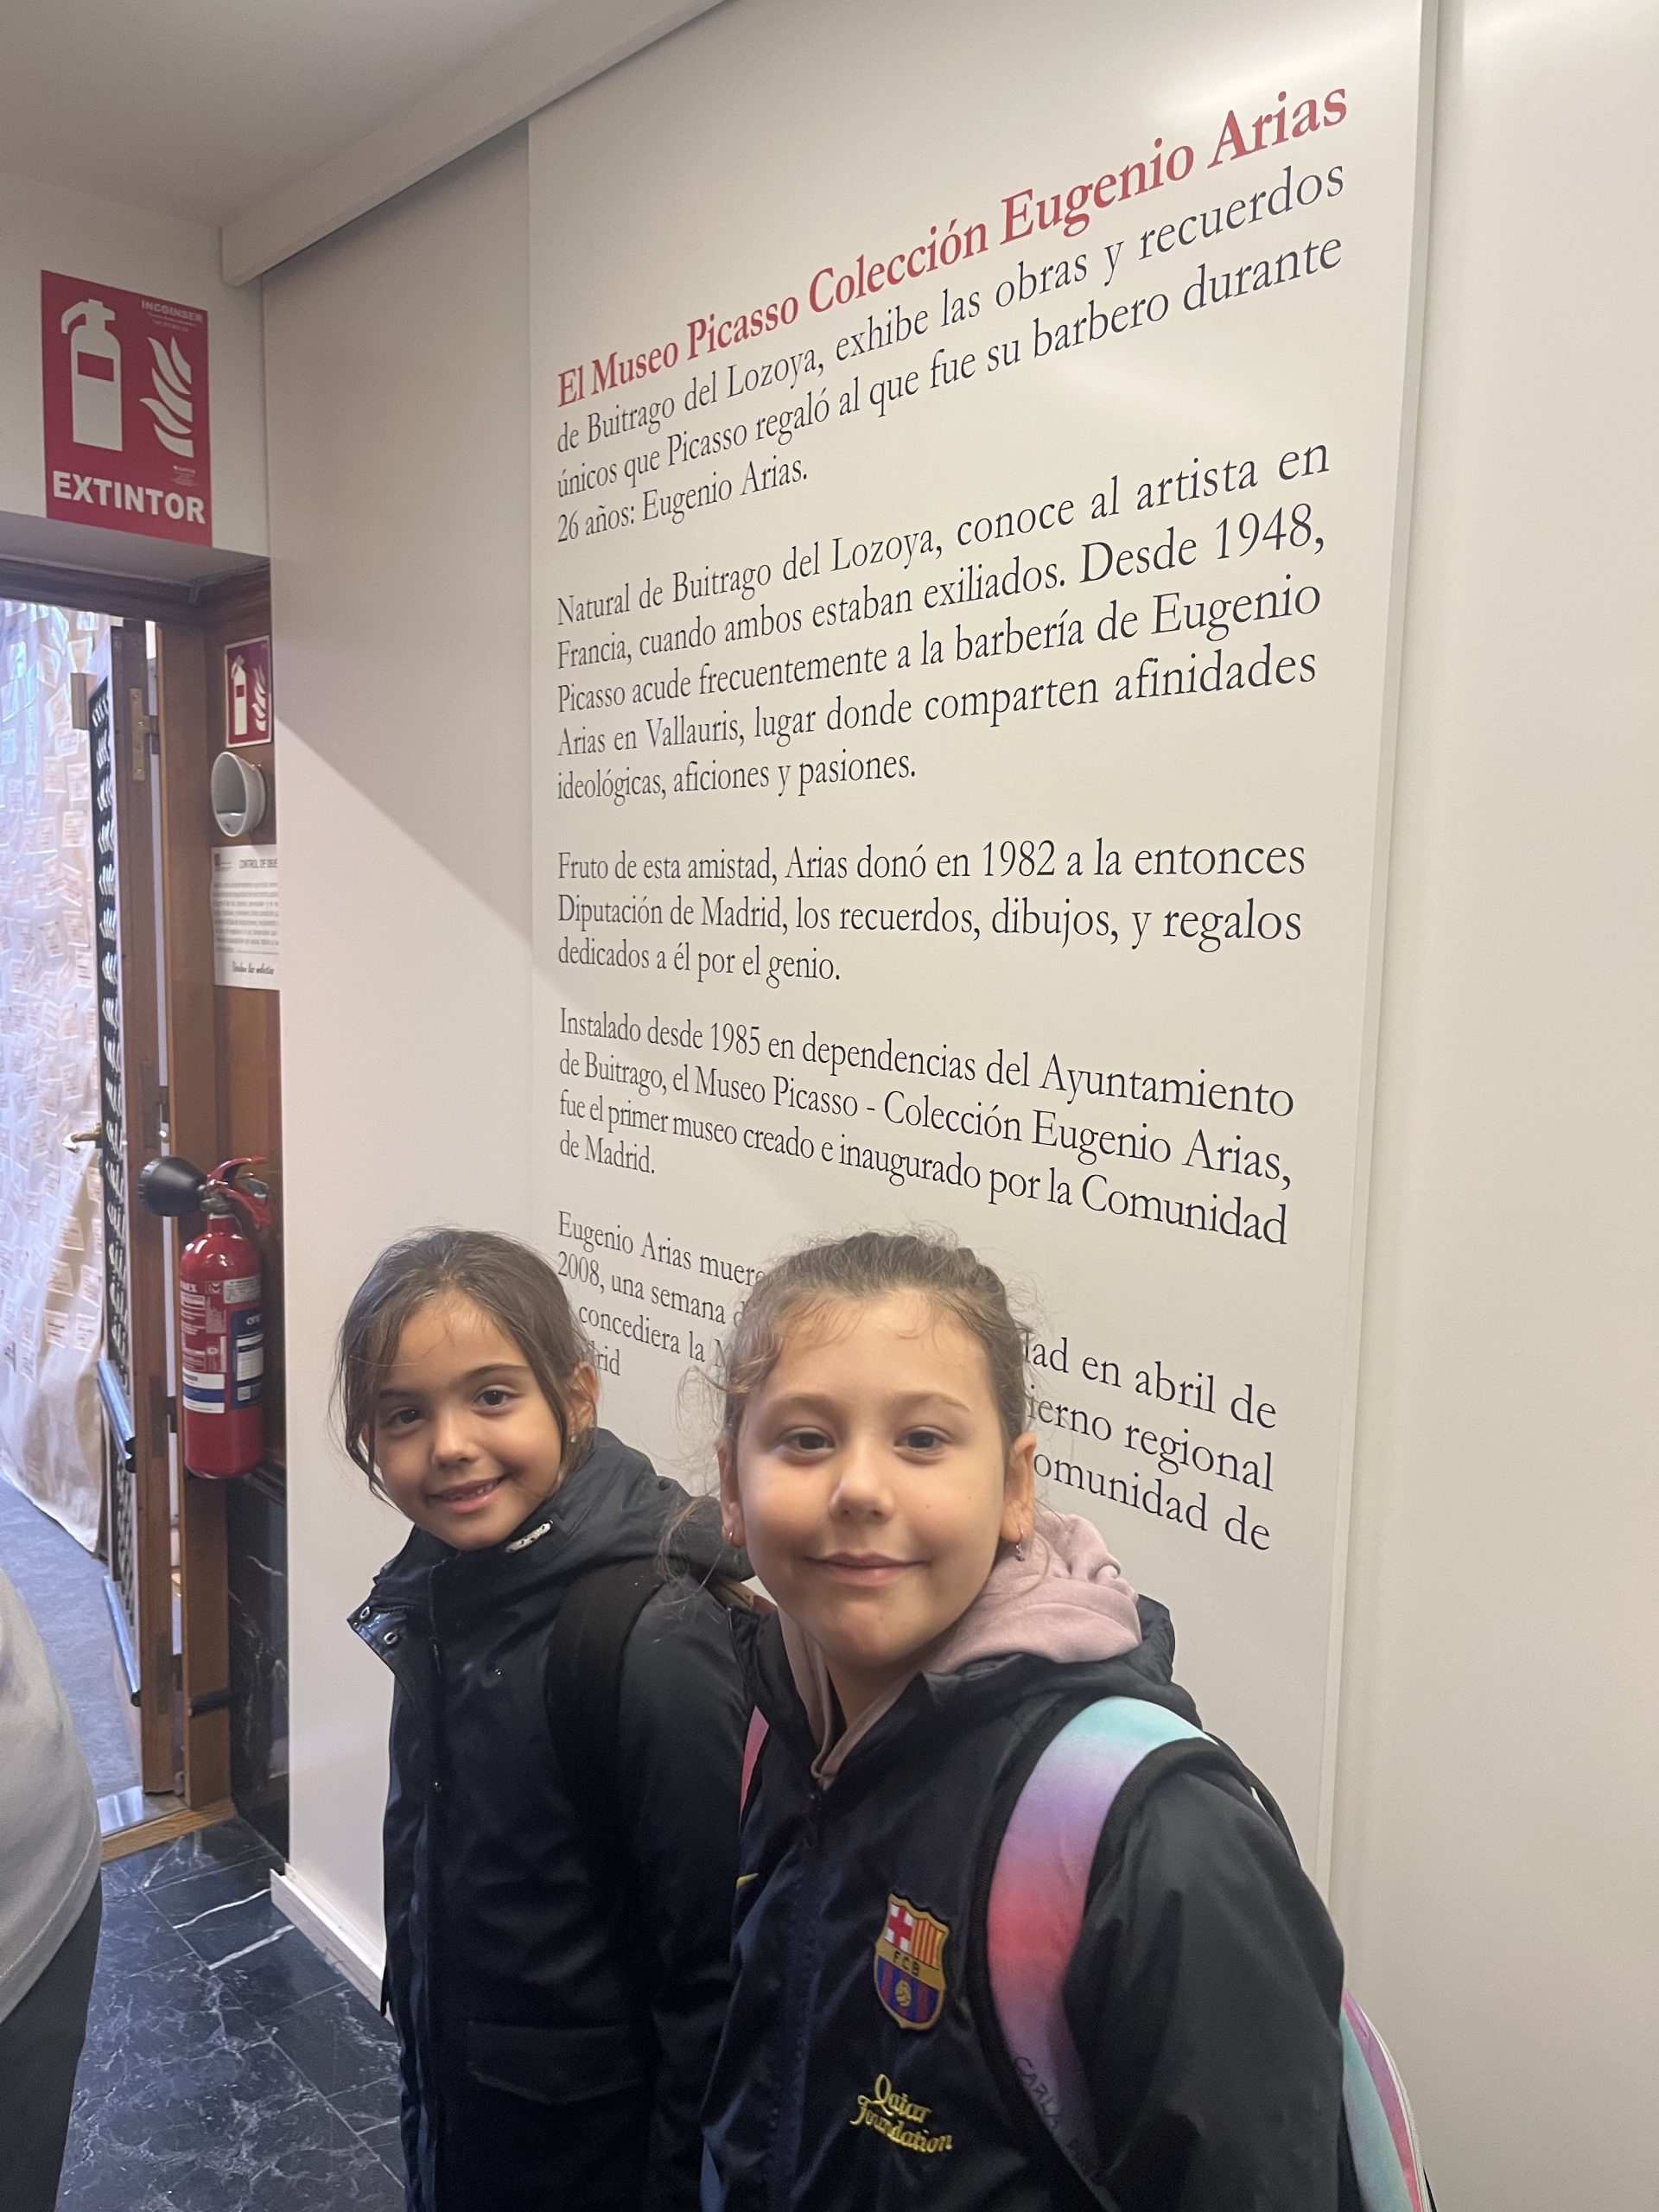 El Museo Picasso Colección Eugenio Arias
de Buitrago del Lozoya, exhibe las obras y recuerdos
únicos que Picasso regaló al que fue su barbero durante
26 años: Eugenio Arias.
Natural de Buitrago del Lozoya, conoce al artista en
Francia, cuando ambos estaban exiliados. Desde 1948,
Picasso acude frecuentemente a la barbería de Eugenio
Arias en Vallauris, lugar donde comparten afinidades
ideológicas, aficiones y pasiones.
Fruto de esta amistad, Arias donó en 1982 a la entonces
Diputación de Madrid, los recuerdos, dibujos, y regalos
dedicados a él por el genio.
Instalado desde 1985 en dependencias del Ayuntamiento
de Buitrago, el Museo Picasso - Colección Eugenio Arias,
fue el primer museo creado e inaugurado por la Comunidad
de Madrid.
Eugenio Arias muere en abril de
2008, una semana regional
concediera la de
INCOINSER
EXTINTOR
CONTROL DE
FCB
Qatar
Foundation
CARLA